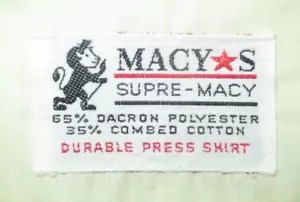 MACY★S
SUPRE-MACY
65% DACRON POLYESTER
35% COMBED COTTON
DURABLE PRESS SHIRT